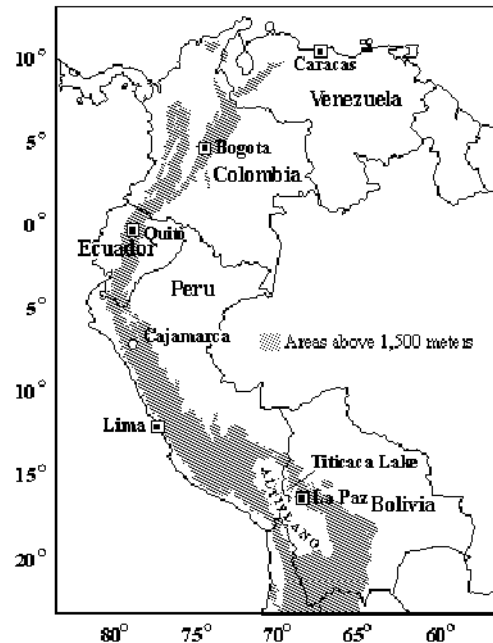 10°
Caracas
Venezuela
5°
Bogota
Colombia
0°
Quito
Ecuador
Peru
5°
Cajamarca
Areas above 1,500 meters
10°
Lima
Titicaca Lake
15°
ALTIPLANO
La Paz
Bolivia
20°
80° 75° 70° 65° 60°